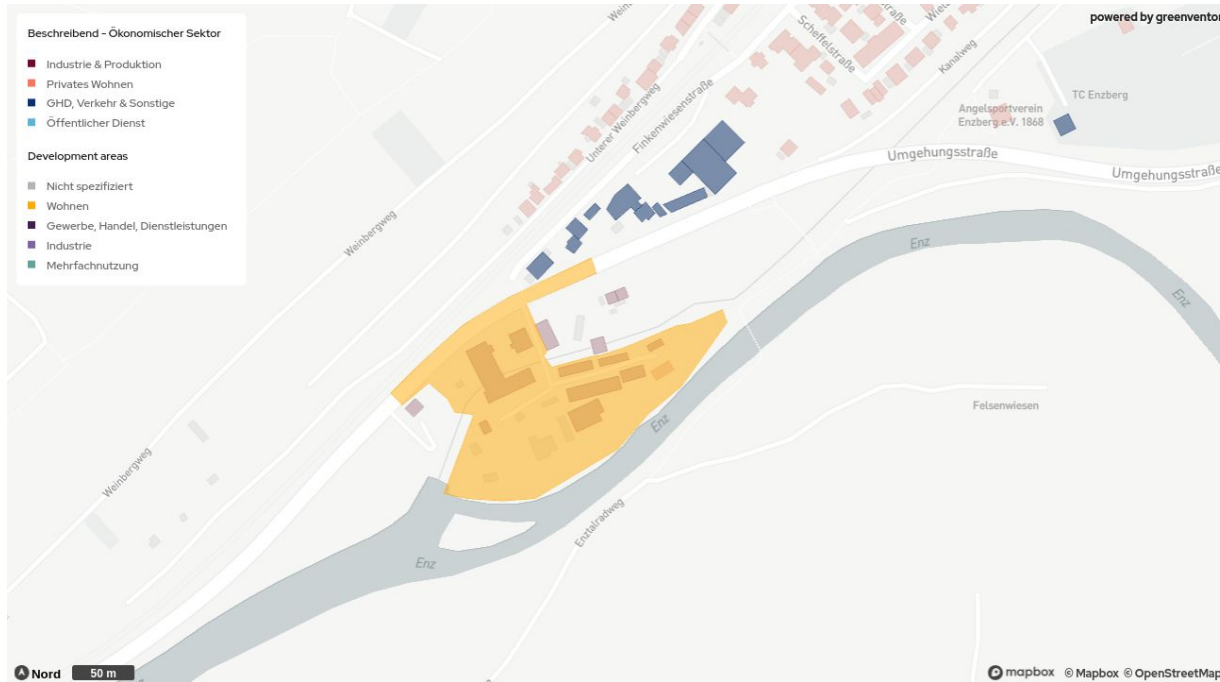 powered by greenventor
Beschreibend - Ökonomischer Sektor
Industrie & Produktion
Privates Wohnen
GHD, Verkehr & Sonstige
Öffentlicher Dienst
Development areas
Nicht spezifiziert
Wohnen
Gewerbe, Handel, Dienstleistungen
Industrie
Mehrfachnutzung
Scheffelstraße
Kanalweg
Unterer Weinbergweg
Finkenwiesenstraße
TC Enzberg
Angelsportverein
Enzberg e.V. 1868
Umgehungsstraße
Umgehungsstraße
Weinbergweg
Enz
Enz
Felsenwiesen
Enz
Weinbergweg
Enztalradweg
Enz
Enz
Nord
50 m
mapbox © Mapbox © OpenStreetMap